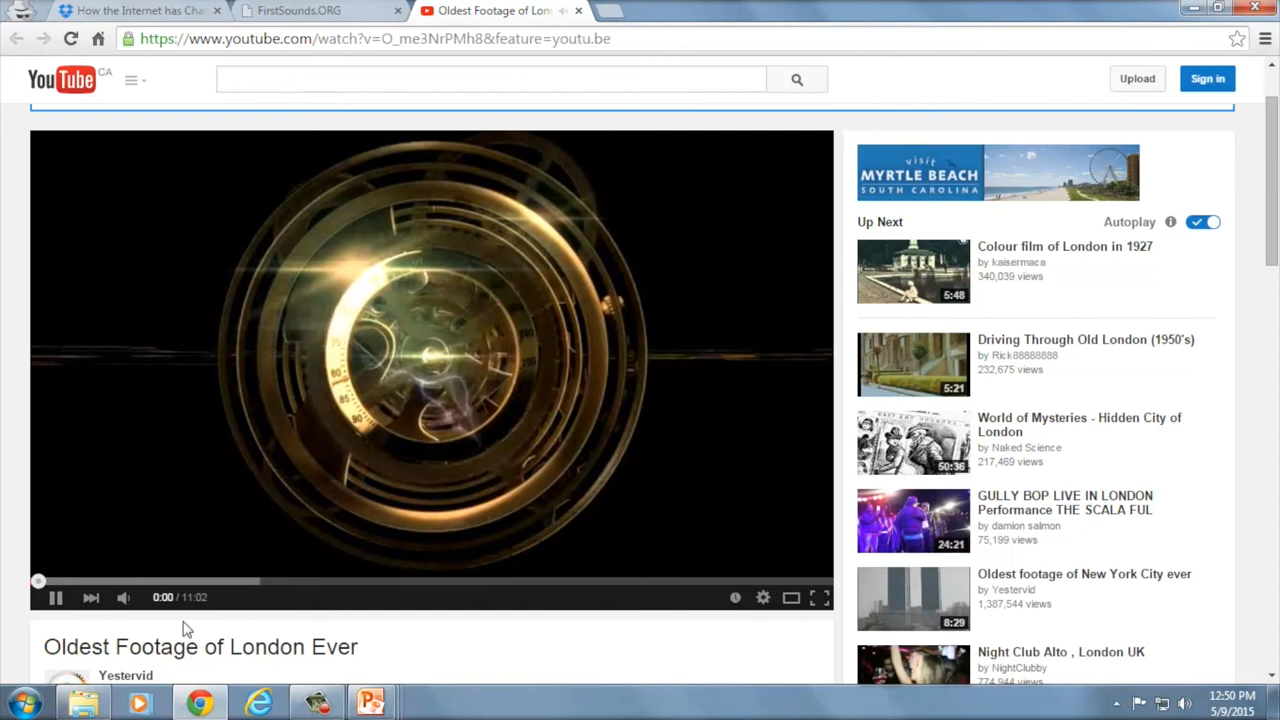 How the Internet has Cha
FirstSounds.ORG
Oldest Footage of Lon
https://www.youtube.com/watch?v=O_me3NrPMh8&feature=youtu.be
YouTube CA
Upload
Sign in
visit
MYRTLE BEACH
SOUTH CAROLINA
Up Next
Autoplay
Colour film of London in 1927
by kaisermaca
340,039 views
5:48
Driving Through Old London (1950's)
by Rick88888888
232,675 views
5:21
World of Mysteries - Hidden City of
London
by Naked Science
217,469 views
50:36
GULLY BOP LIVE IN LONDON
Performance THE SCALA FUL
by damion salmon
75,199 views
24:21
Oldest footage of New York City ever
by Yestervid
1,387,544 views
8:29
0:00 / 11:02
Oldest Footage of London Ever
Yestervid
Night Club Alto , London UK
by NightClubby
774,944 views
12:50 PM
5/9/2015